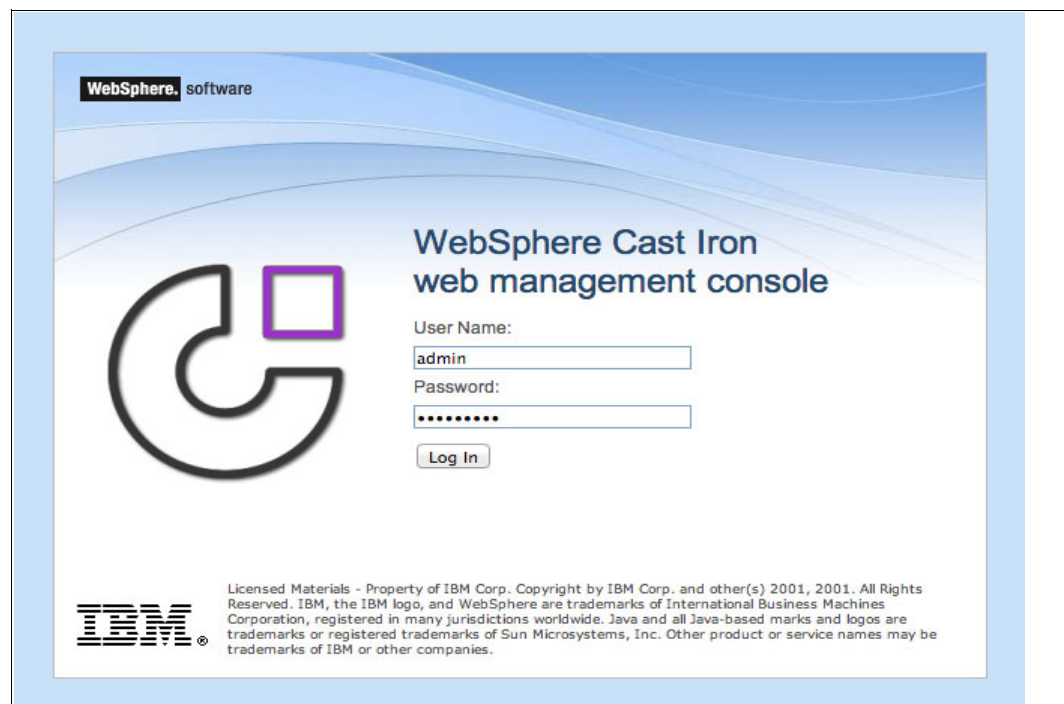 WebSphere. software
WebSphere Cast Iron
web management console
User Name:
admin
Password:
•••••••••
Log In
IBM®
Licensed Materials - Property of IBM Corp. Copyright by IBM Corp. and other(s) 2001, 2001. All Rights
Reserved. IBM, the IBM logo, and WebSphere are trademarks of International Business Machines
Corporation, registered in many jurisdictions worldwide. Java and all Java-based marks and logos are
trademarks or registered trademarks of Sun Microsystems, Inc. Other product or service names may be
trademarks of IBM or other companies.